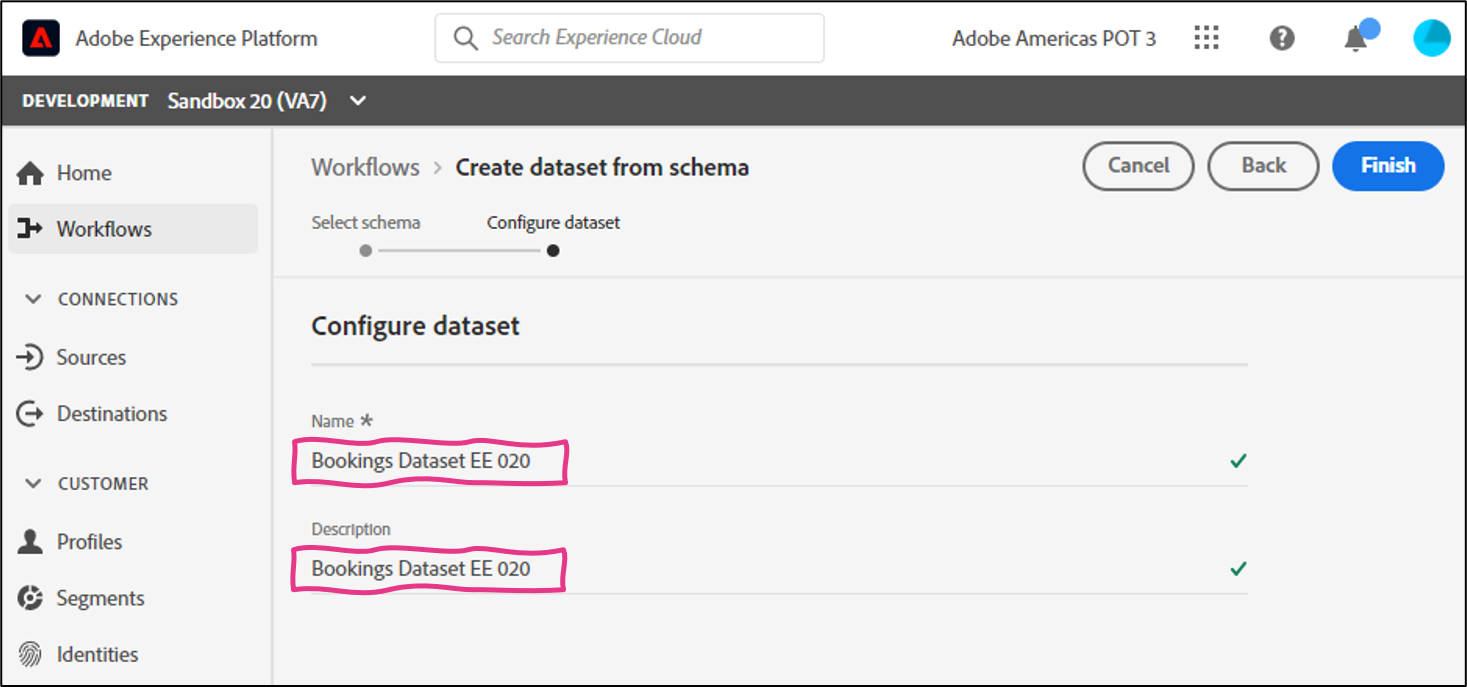 Adobe Experience Platform
Search Experience Cloud
Adobe Americas POT 3
DEVELOPMENT Sandbox 20 (VA7)
Home
Workflows
CONNECTIONS
Sources
Destinations
CUSTOMER
Profiles
Segments
Identities
Workflows > Create dataset from schema
Cancel
Back
Finish
Select schema
Configure dataset
Configure dataset
Name *
Bookings Dataset EE 020
Description
Bookings Dataset EE 020